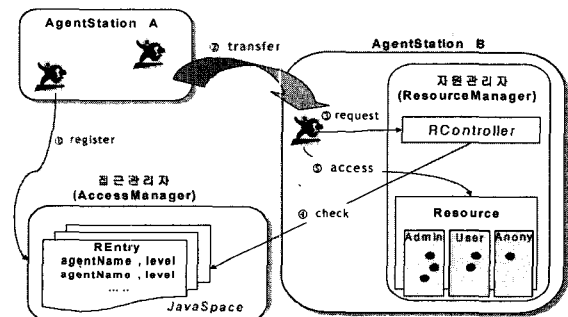 AgentStation A
② transfer
① register
접근관리자
(AccessManager)
REntry
agentName , level
agentName , level
.... ..
JavaSpace
AgentStation B
자원관리자
(ResourceManager)
③ request
RController
⑤ access
④ check
Resource
Admin User Anony